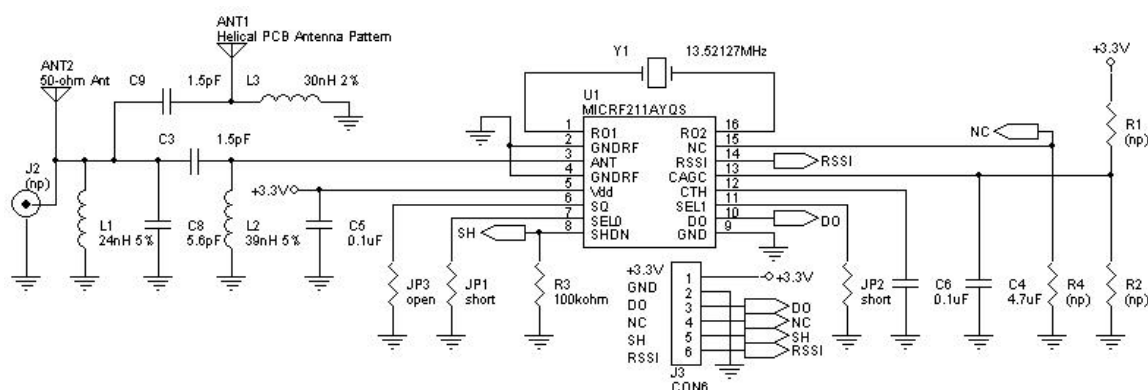 ANT1
Helical PCB Antenna Pattern
ANT2
50-ohm Ant
C9
1.5pF
L3
30nH 2%
Y1
13.52127MHz
+3.3V
U1
MICRF211AYQS
C3
1.5pF
J2
(np)
1
2
3
4
5
6
7
8
RO1
GNDRF
ANT
GNDRF
Vdd
SQ
SEL0
SHDN
RO2
NC
RSSI
CAGC
CTH
SEL1
DO
GND
16
15
14
13
12
11
10
9
NC
RSSI
DO
R1
(np)
+3.3V
SH
L1
24nH 5%
C8
5.6pF
L2
39nH 5%
C5
0.1uF
JP3
open
JP1
short
R3
100kohm
JP2
short
C6
0.1uF
C4
4.7uF
R4
(np)
R2
(np)
+3.3V
GND
DO
NC
SH
RSSI
1
2
3
4
5
6
+3.3V
DO
NC
SH
RSSI
J3
CON6